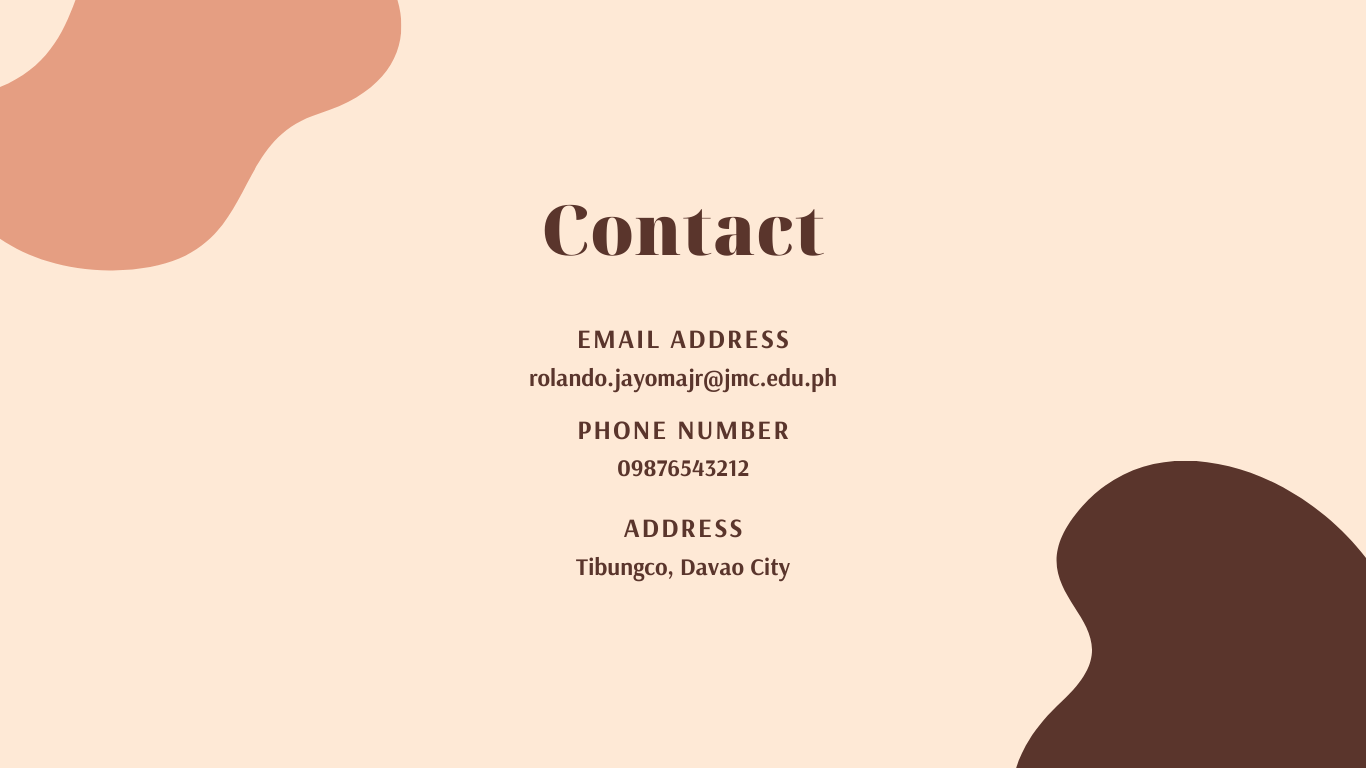 Contact
EMAIL ADDRESS
rolando.jayomajr@jmc.edu.ph
PHONE NUMBER
09876543212
ADDRESS
Tibungco, Davao City